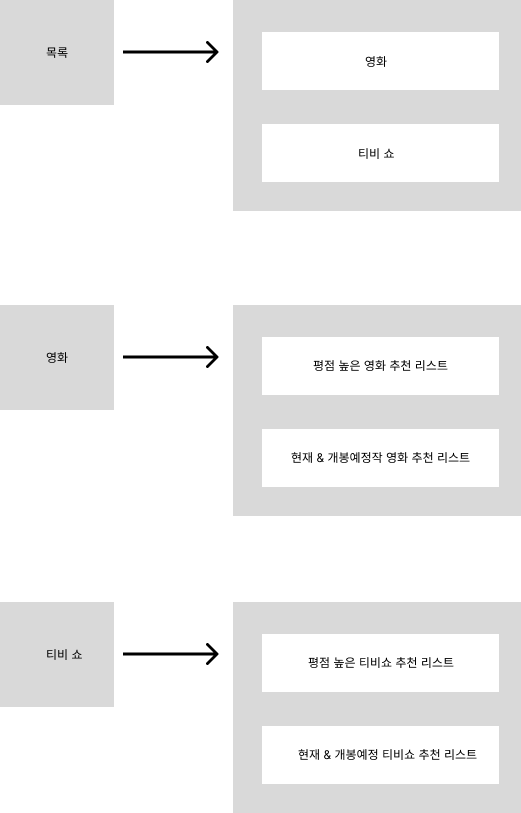 목록
영화
티비 쇼
영화
평점 높은 영화 추천 리스트
현재 & 개봉예정작 영화 추천 리스트
티비 쇼
평점 높은 티비쇼 추천 리스트
현재 & 개봉예정 티비쇼 추천 리스트